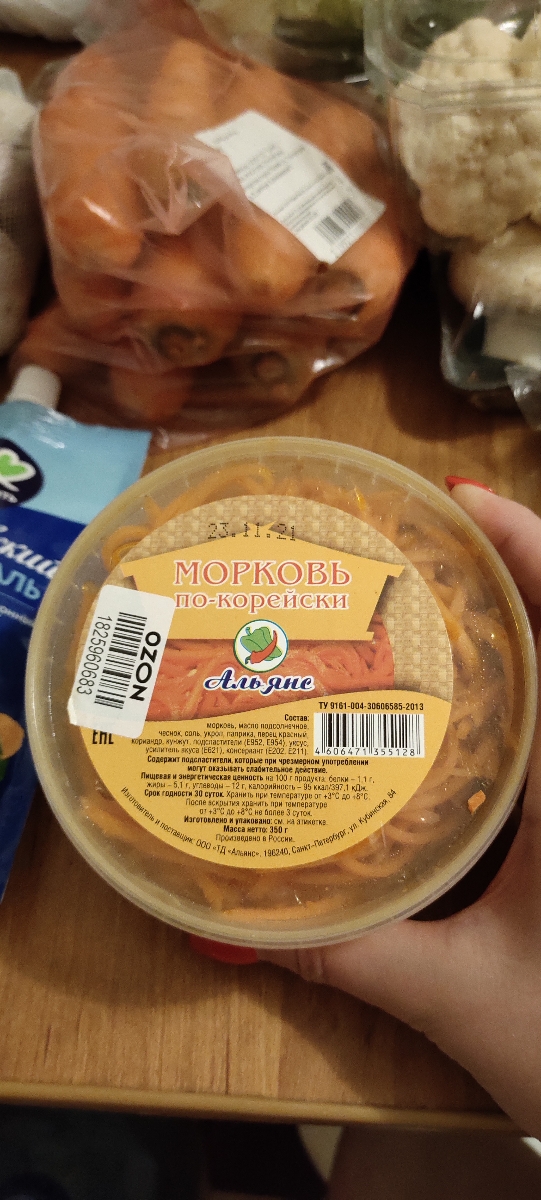 23.11.21
МОРКОВЬ
по-корейски
Альянс
OZON
1825960683
ТУ 9161-004-30606585-2013
Состав:
морковь, масло подсолнечное,
чеснок, соль, укроп, паприка, перец красный,
кориандр, кунжут, подсластители (Е952, Е954), уксус,
усилитель вкуса (Е621), консервант (Е202, Е211).
4 606471 355128
ЕАС
Содержит подсластители, которые при чрезмерном употреблении
могут оказывать слабительное действие.
Пищевая и энергетическая ценность на 100 г продукта: белки – 1,1 г,
жиры – 5,1 г, углеводы – 12 г, калорийность – 95 ккал/397,1 кДж.
Срок годности 30 суток. Хранить при температуре от +3°С до +6°С.
После вскрытия хранить при температуре
от +3°С до +6°С не более 3 суток.
Изготовлено и упаковано: см. на этикетке.
Масса нетто: 350 г
Произведено в России.
Изготовитель и поставщик: ООО «ТД «Альянс», 196240, Санкт-Петербург, ул. Кубинская, 84